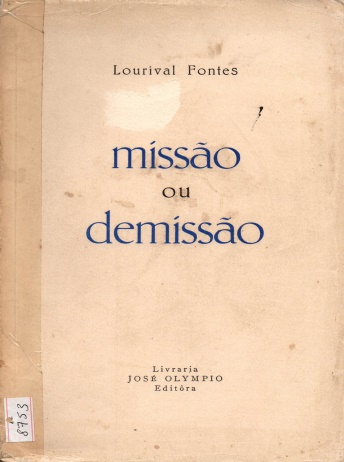 Lourival Fontes
missão
ou
demissão
Livraria
JOSÉ OLYMPIO
Editôra
8753